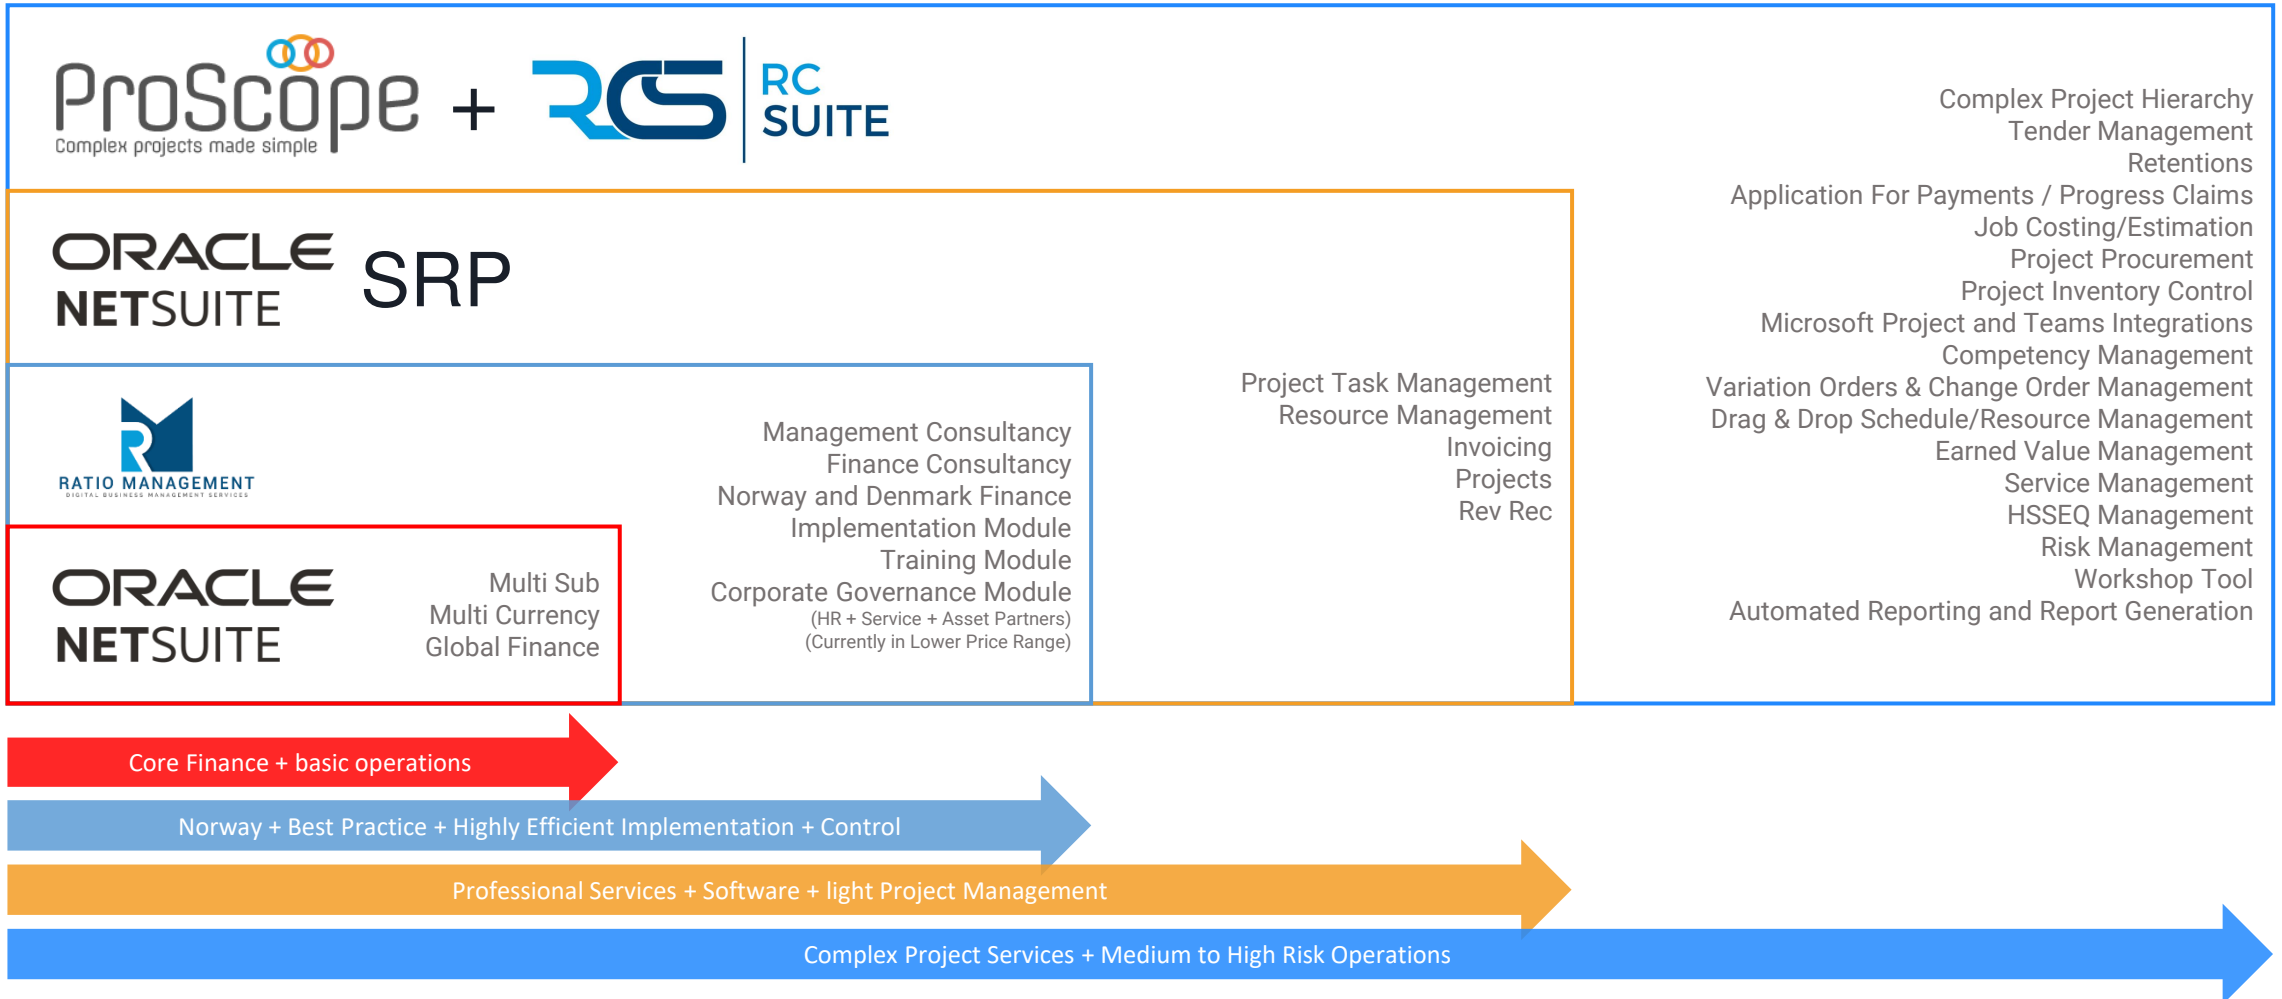 ProScope
Complex projects made simple
+
RCS
RC
SUITE
Complex Project Hierarchy
Tender Management
Retentions
Application For Payments / Progress Claims
Job Costing/Estimation
Project Procurement
Project Inventory Control
Microsoft Project and Teams Integrations
Competency Management
Variation Orders & Change Order Management
Drag & Drop Schedule/Resource Management
Earned Value Management
Service Management
HSSEQ Management
Risk Management
Workshop Tool
Automated Reporting and Report Generation
ORACLE
NETSUITE
SRP
Project Task Management
Resource Management
Invoicing
Projects
Rev Rec
R
RATIO MANAGEMENT
DIGITAL BUSINESS MANAGEMENT SERVICES
Management Consultancy
Finance Consultancy
Norway and Denmark Finance
Implementation Module
Training Module
Corporate Governance Module
(HR + Service + Asset Partners)
(Currently in Lower Price Range)
ORACLE
NETSUITE
Multi Sub
Multi Currency
Global Finance
Core Finance + basic operations
Norway + Best Practice + Highly Efficient Implementation + Control
Professional Services + Software + light Project Management
Complex Project Services + Medium to High Risk Operations